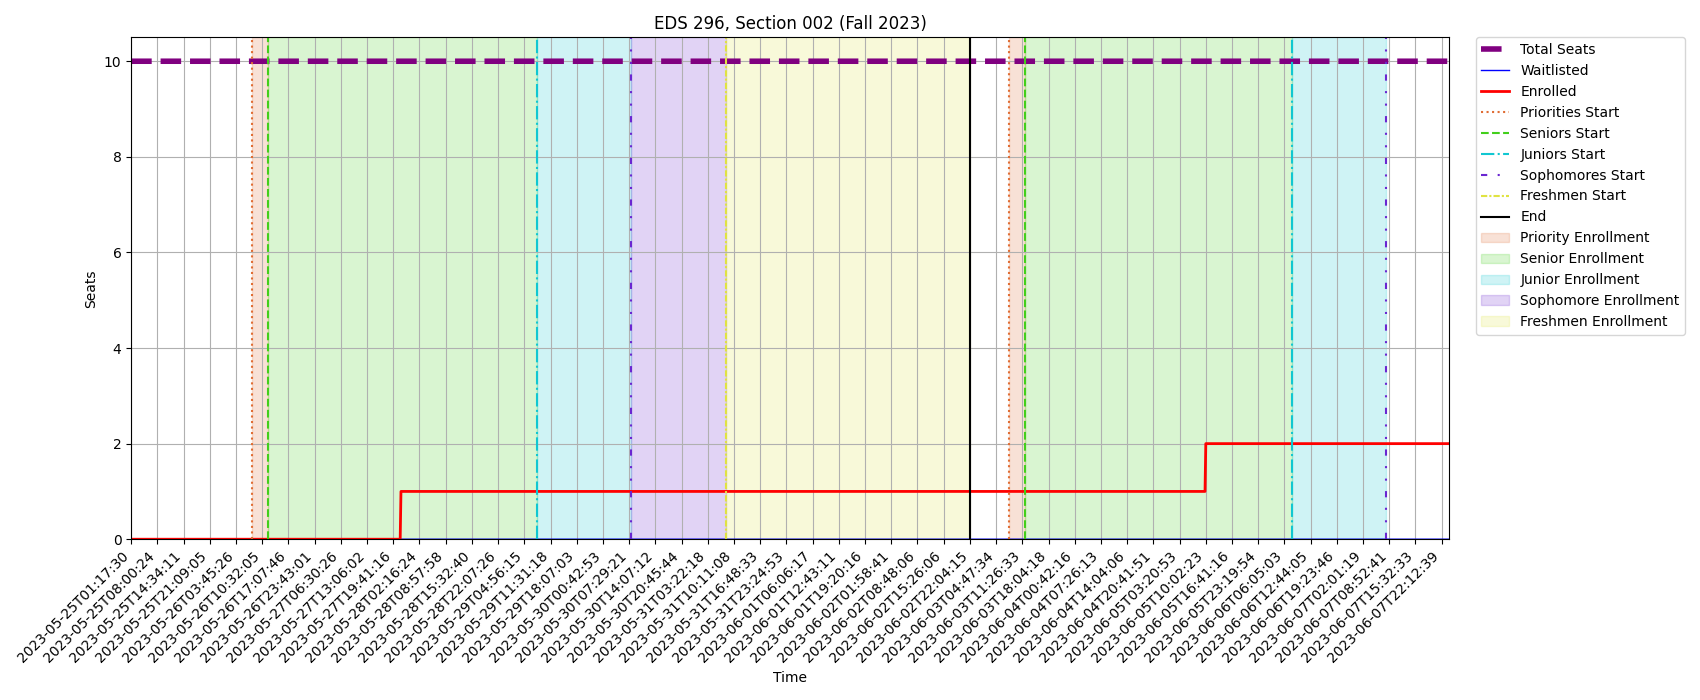 EDS 296, Section 002 (Fall 2023)
10
8
6
4
2
0
Seats
2023-05-25T01:17:30
2023-05-25T08:00:24
2023-05-25T14:34:11
2023-05-25T21:09:05
2023-05-26T03:45:26
2023-05-26T10:32:05
2023-05-26T17:07:46
2023-05-26T23:43:01
2023-05-27T06:30:26
2023-05-27T13:06:02
2023-05-27T19:41:16
2023-05-28T02:16:24
2023-05-28T08:57:58
2023-05-28T15:32:40
2023-05-28T22:07:26
2023-05-29T04:56:15
2023-05-29T11:31:18
2023-05-29T18:07:03
2023-05-30T00:42:53
2023-05-30T07:29:21
2023-05-30T14:07:12
2023-05-30T20:45:44
2023-05-31T03:22:18
2023-05-31T10:11:08
2023-05-31T16:48:33
2023-05-31T23:24:53
2023-06-01T06:06:17
2023-06-01T12:43:11
2023-06-01T19:20:16
2023-06-02T01:58:41
2023-06-02T08:48:06
2023-06-02T15:26:06
2023-06-02T22:04:15
2023-06-03T04:47:34
2023-06-03T11:26:33
2023-06-03T18:04:18
2023-06-04T00:42:16
2023-06-04T07:26:13
2023-06-04T14:04:06
2023-06-04T20:41:51
2023-06-05T03:20:53
2023-06-05T10:02:23
2023-06-05T16:41:16
2023-06-05T23:19:54
2023-06-06T06:05:03
2023-06-06T12:44:05
2023-06-06T19:23:46
2023-06-07T02:01:19
2023-06-07T08:52:41
2023-06-07T15:32:33
2023-06-07T22:12:39
Time
Total Seats
Waitlisted
Enrolled
Priorities Start
Seniors Start
Juniors Start
Sophomores Start
Freshmen Start
End
Priority Enrollment
Senior Enrollment
Junior Enrollment
Sophomore Enrollment
Freshmen Enrollment